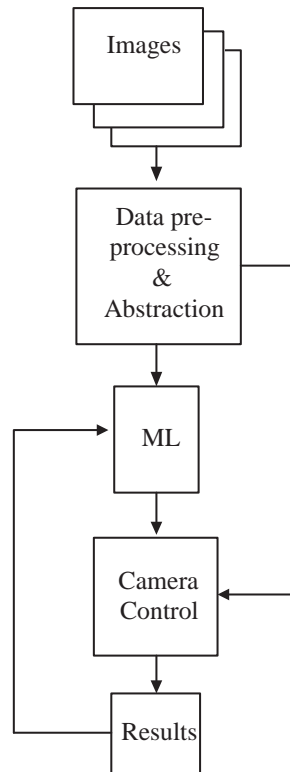 Images
Data pre-
processing
&
Abstraction
ML
Camera
Control
Results